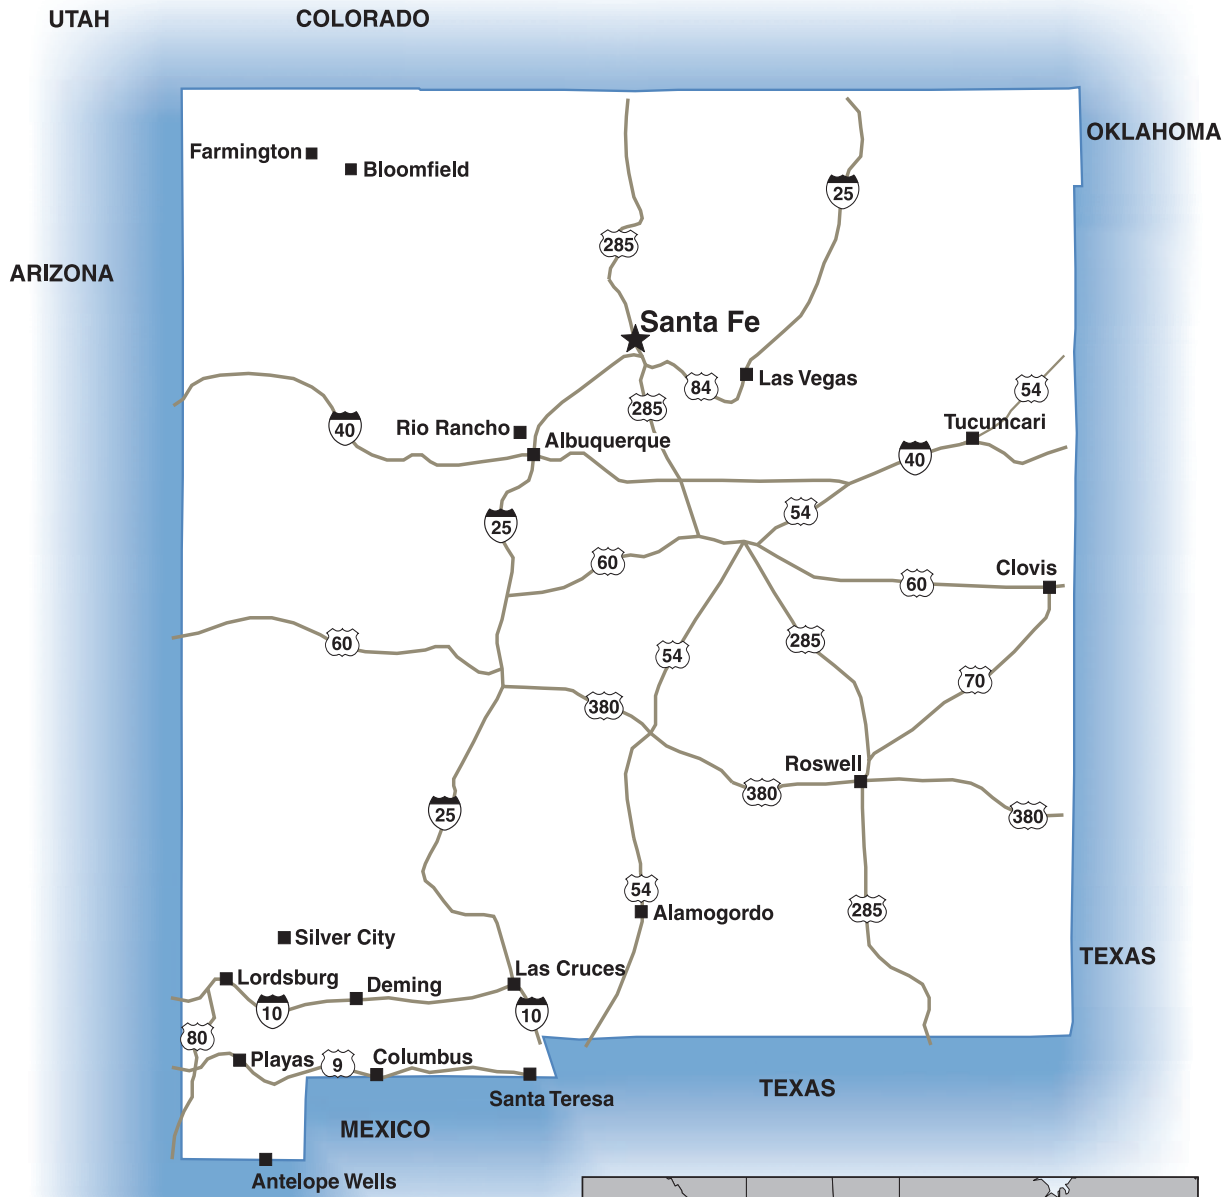 UTAH
COLORADO
OKLAHOMA
Farmington
Bloomfield
25
285
ARIZONA
Santa Fe
Las Vegas
84
54
285
Tucumcari
40
Rio Rancho
Albuquerque
40
54
25
60
Clovis
60
60
285
54
70
380
Roswell
380
25
380
54
285
Alamogordo
Silver City
TEXAS
Las Cruces
Lordsburg
Deming
10
10
80
Playas
9
Columbus
Santa Teresa
TEXAS
MEXICO
Antelope Wells